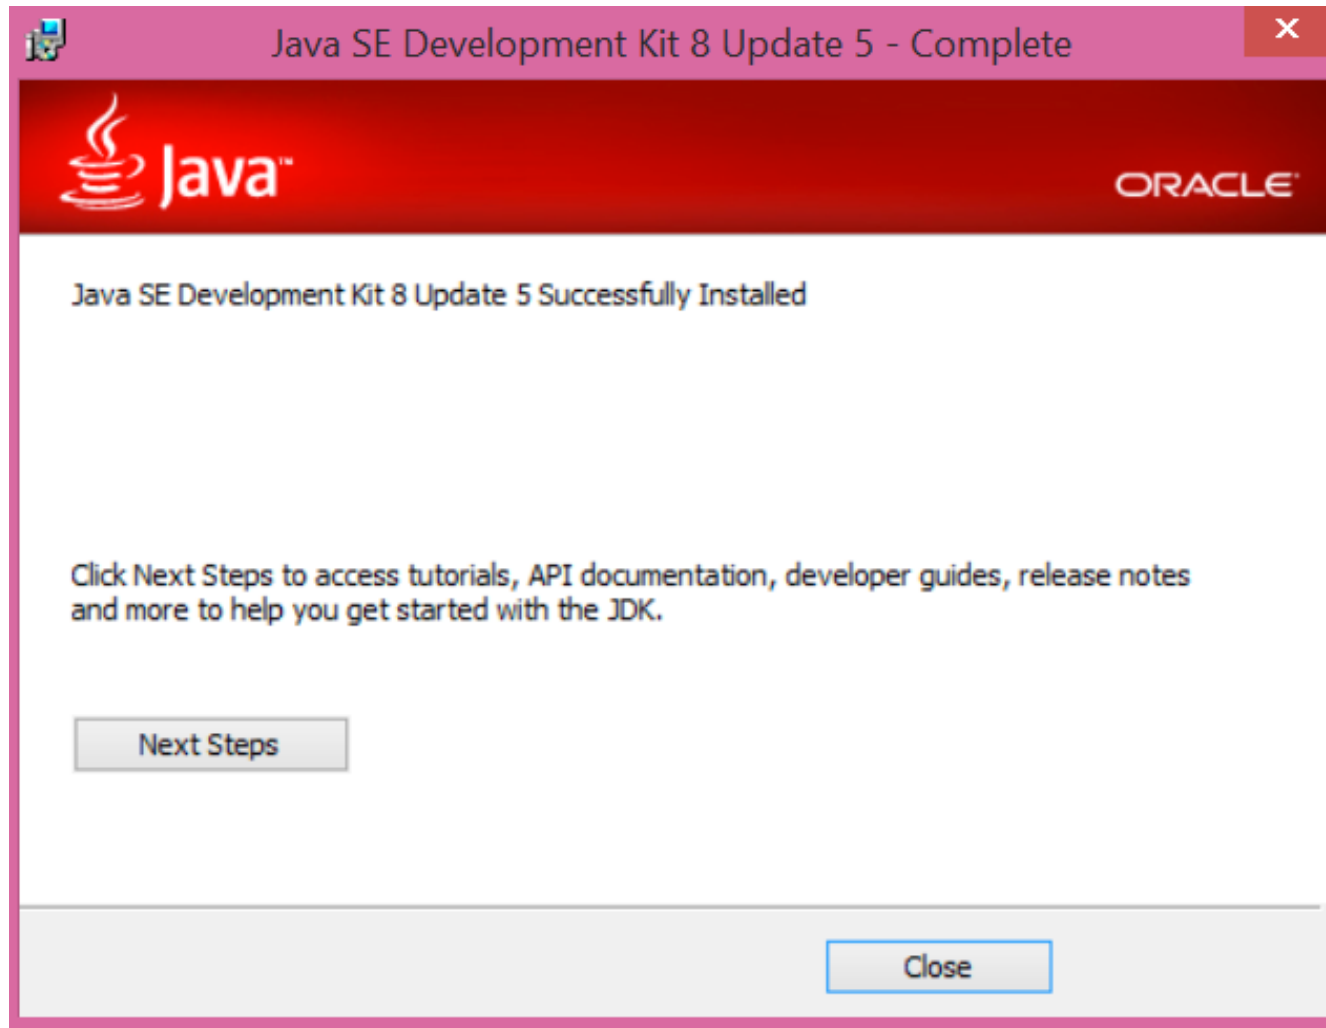 Java SE Development Kit 8 Update 5 - Complete
Java™
ORACLE
Java SE Development Kit 8 Update 5 Successfully Installed
Click Next Steps to access tutorials, API documentation, developer guides, release notes
and more to help you get started with the JDK.
Next Steps
Close